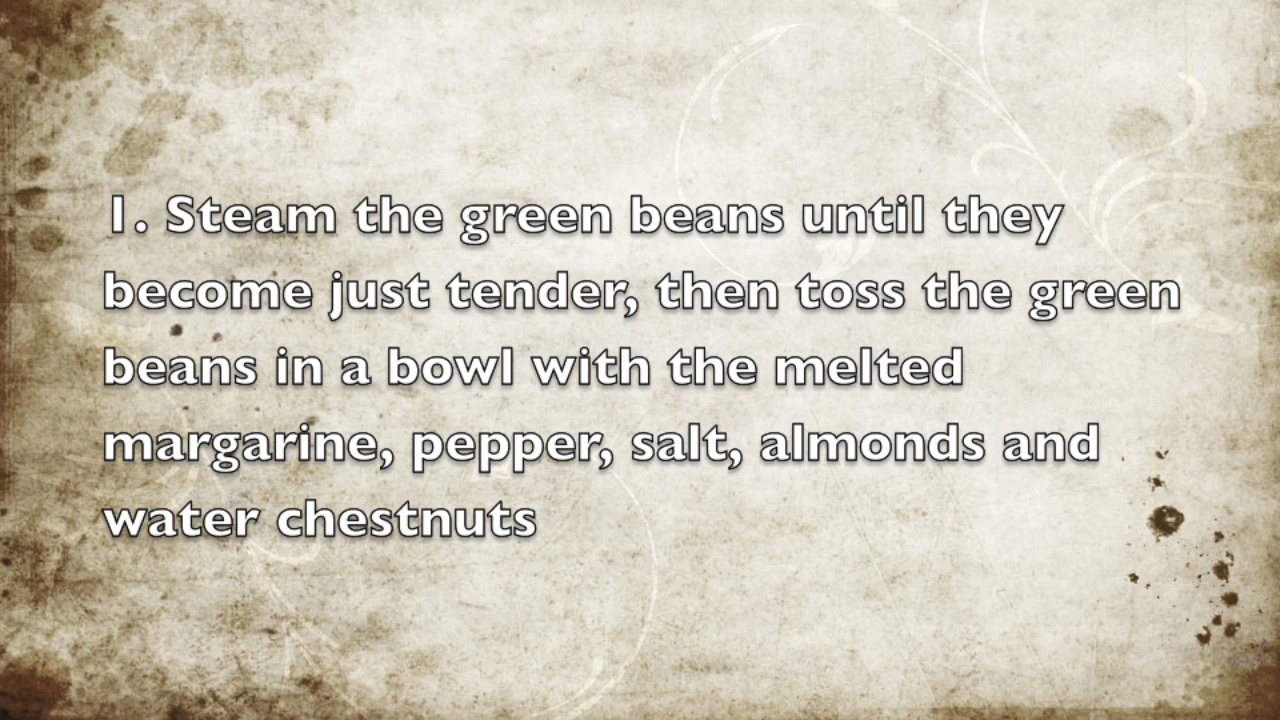 1. Steam the green beans until they
become just tender, then toss the green
beans in a bowl with the melted
margarine, pepper, salt, almonds and
water chestnuts